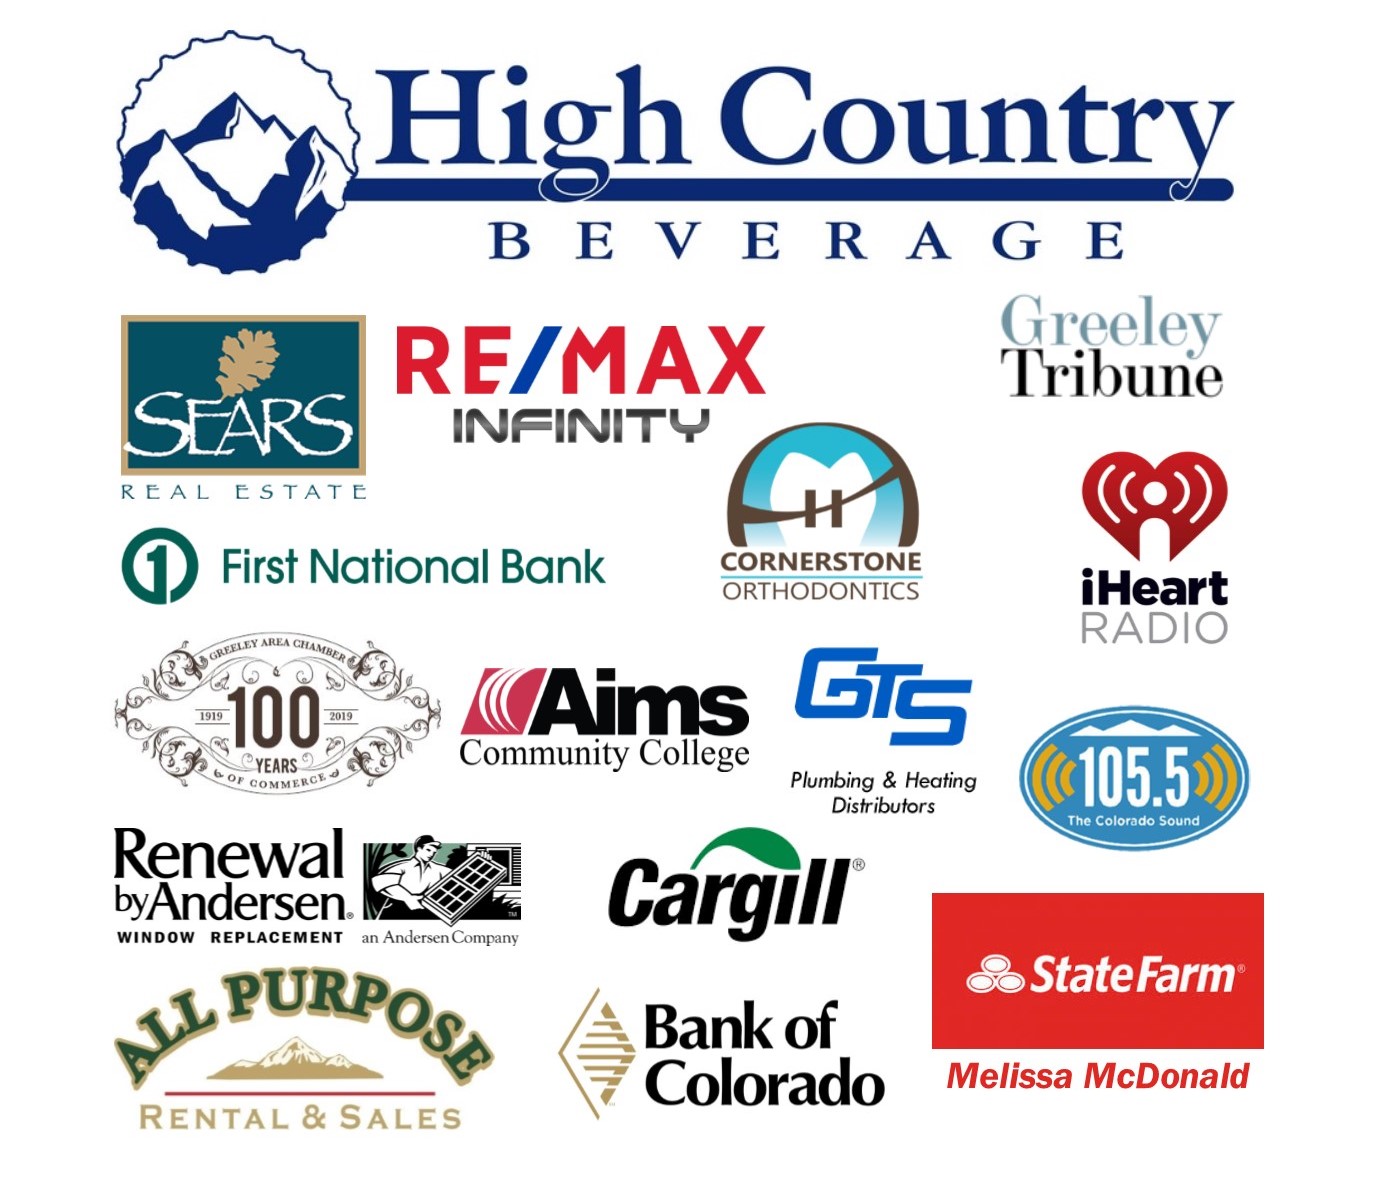 High Country
BEVERAGE
SEARS
REAL ESTATE
RE/MAX
INFINITY
Greeley
Tribune
1 First National Bank
H
CORNERSTONE
ORTHODONTICS
iHeart
RADIO
GREELEY AREA CHAMBER
1919 100 2019
YEARS
OF COMMERCE
Aims
Community College
GTS
Plumbing & Heating
Distributors
105.5
The Colorado Sound
Renewal
by Andersen®
WINDOW REPLACEMENT
™
an Andersen Company
Cargill®
StateFarm®
Melissa McDonald
ALL PURPOSE
RENTAL & SALES
Bank of
Colorado